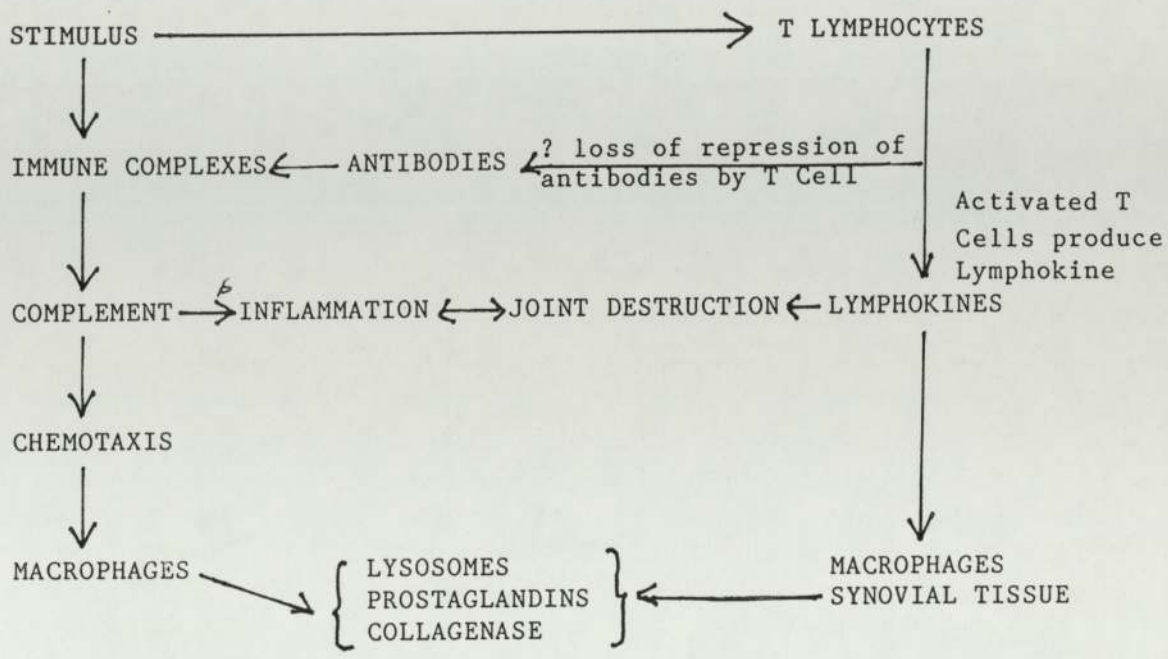 STIMULUS T LYMPHOCYTES
? loss of repression of
IMMUNE COMPLEXES ANTIBODIES
antibodies by T Cell
Activated T
Cells produce
Lymphokine
COMPLEMENT INFLAMMATION JOINT DESTRUCTION LYMPHOKINES
CHEMOTAXIS
MACROPHAGES
LYSOSOMES
PROSTAGLANDINS
COLLAGENASE
MACROPHAGES
SYNOVIAL TISSUE